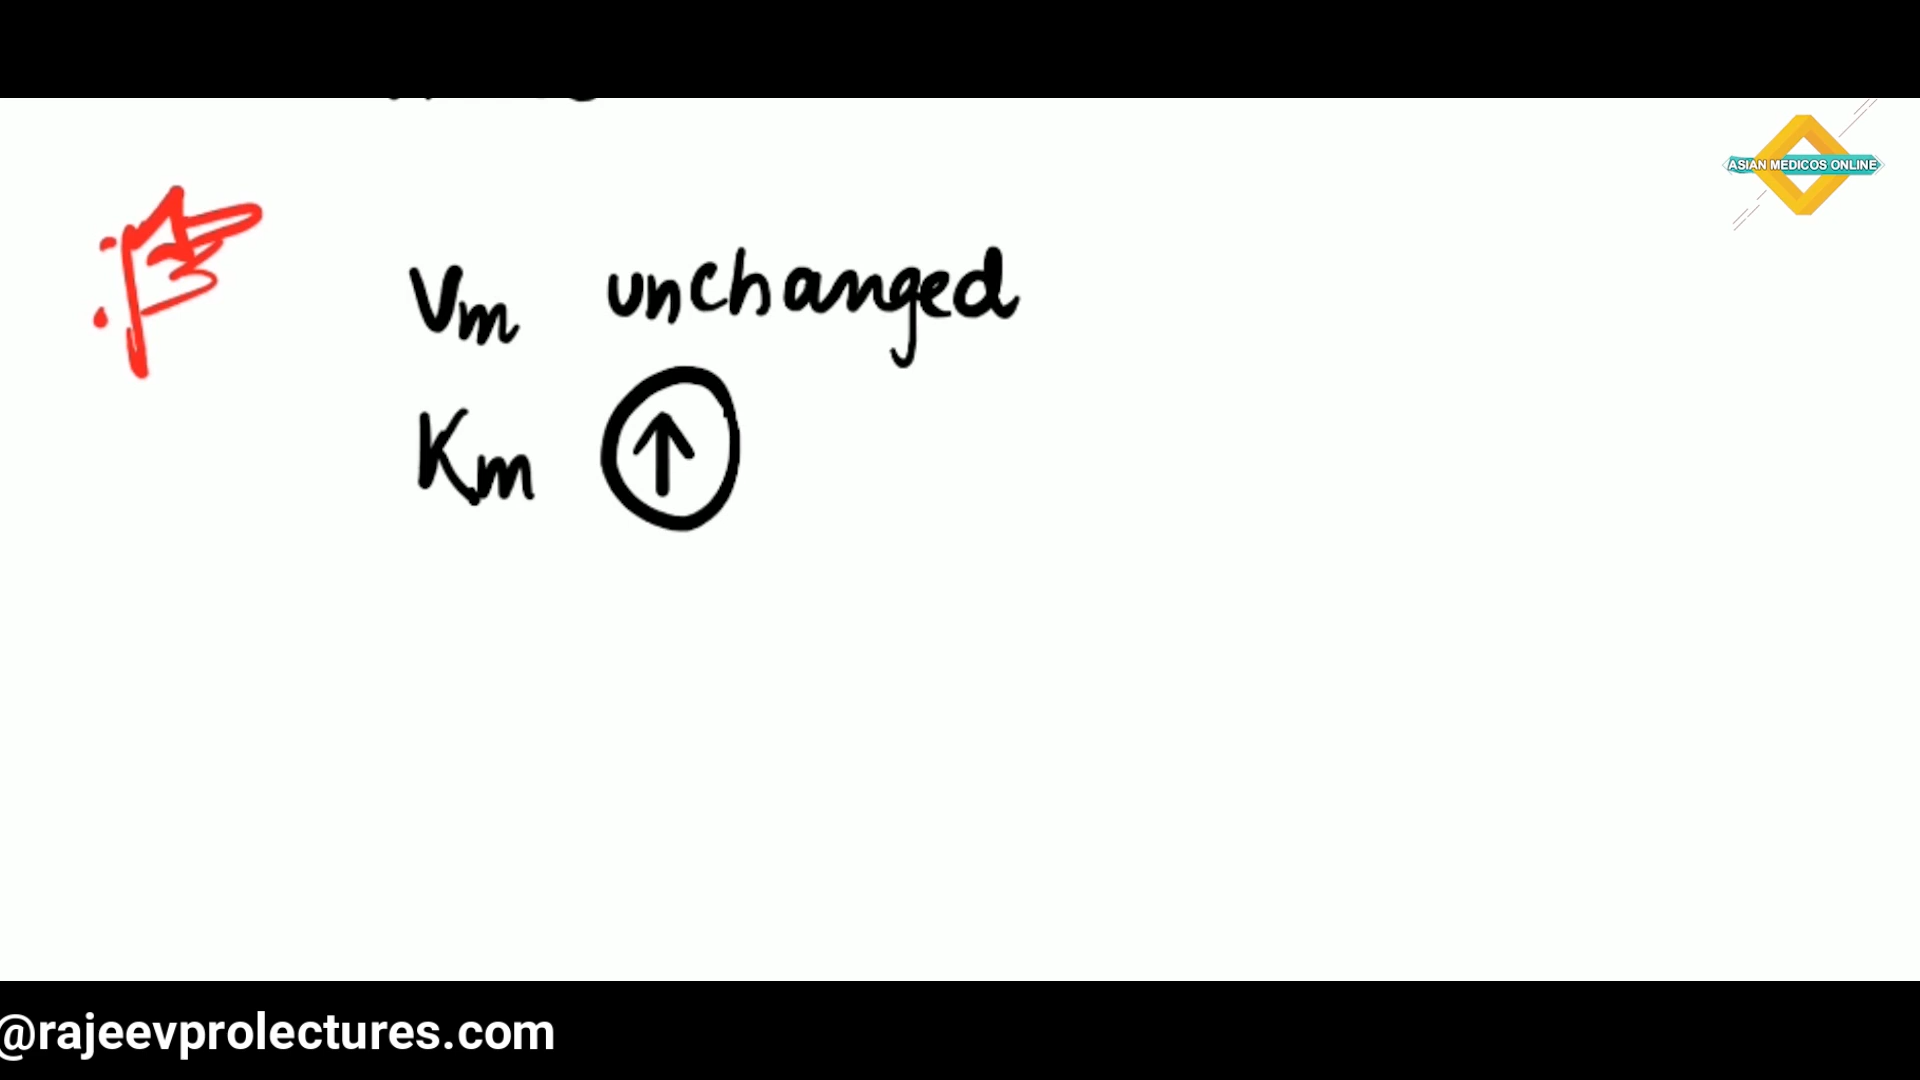 ASIAN MEDICOS ONLINE
Vm unchanged
Km ↑
@rajeevprolectures.com